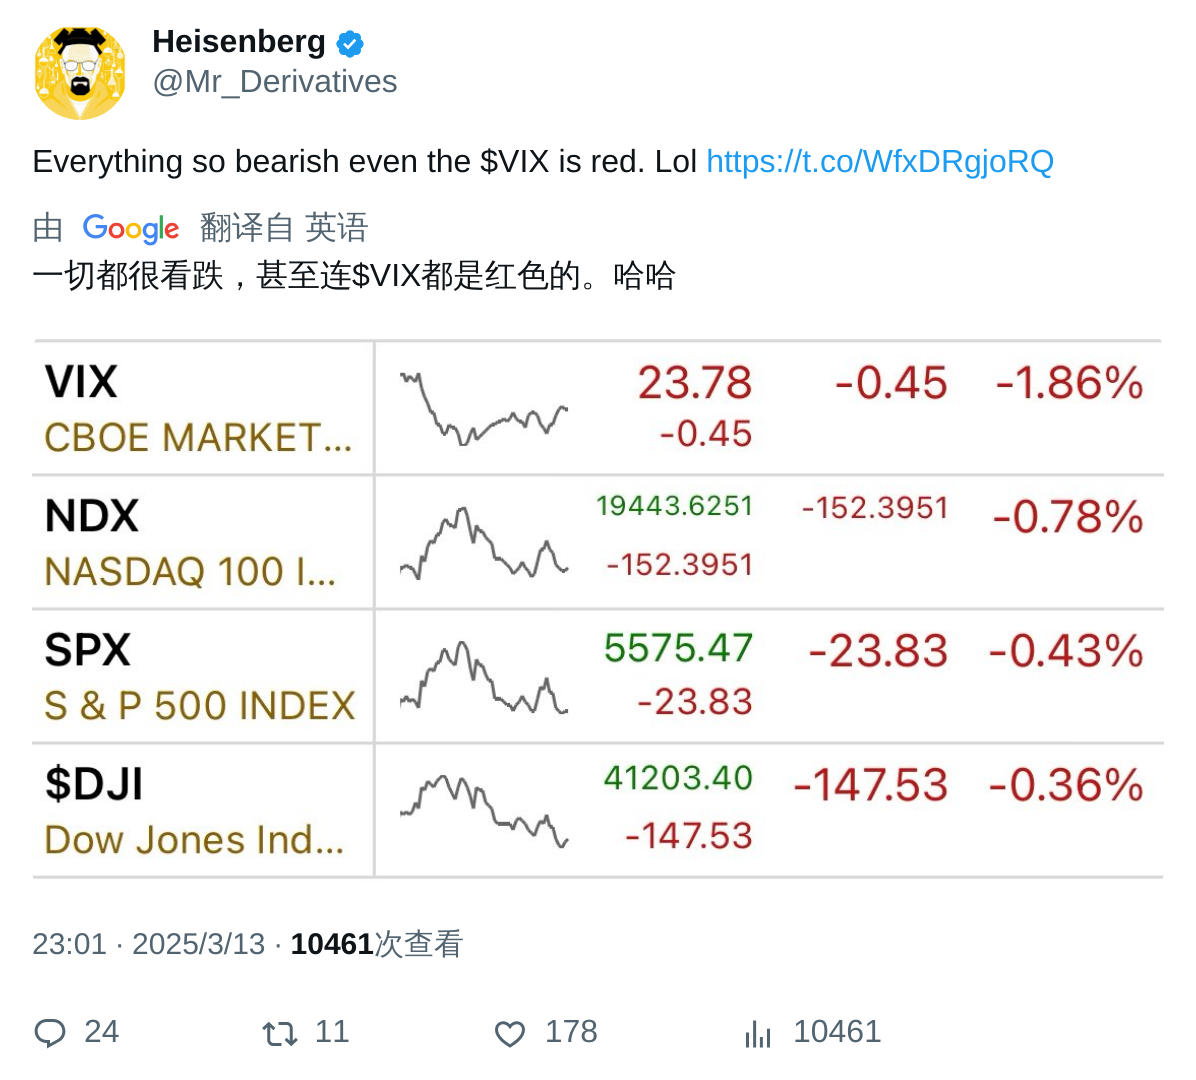 Heisenberg
@Mr_Derivatives
Everything so bearish even the $VIX is red. Lol https://t.co/WfxDRgjoRQ
由 Google 翻译自 英语
一切都很看跌，甚至连$VIX都是红色的。哈哈
VIX 23.78 -0.45 -1.86%
CBOE MARKET... -0.45
NDX 19443.6251 -152.3951 -0.78%
NASDAQ 100 I... -152.3951
SPX 5575.47 -23.83 -0.43%
S & P 500 INDEX -23.83
$DJI 41203.40 -147.53 -0.36%
Dow Jones Ind... -147.53
23:01 · 2025/3/13 · 10461次查看
24 11 178 10461